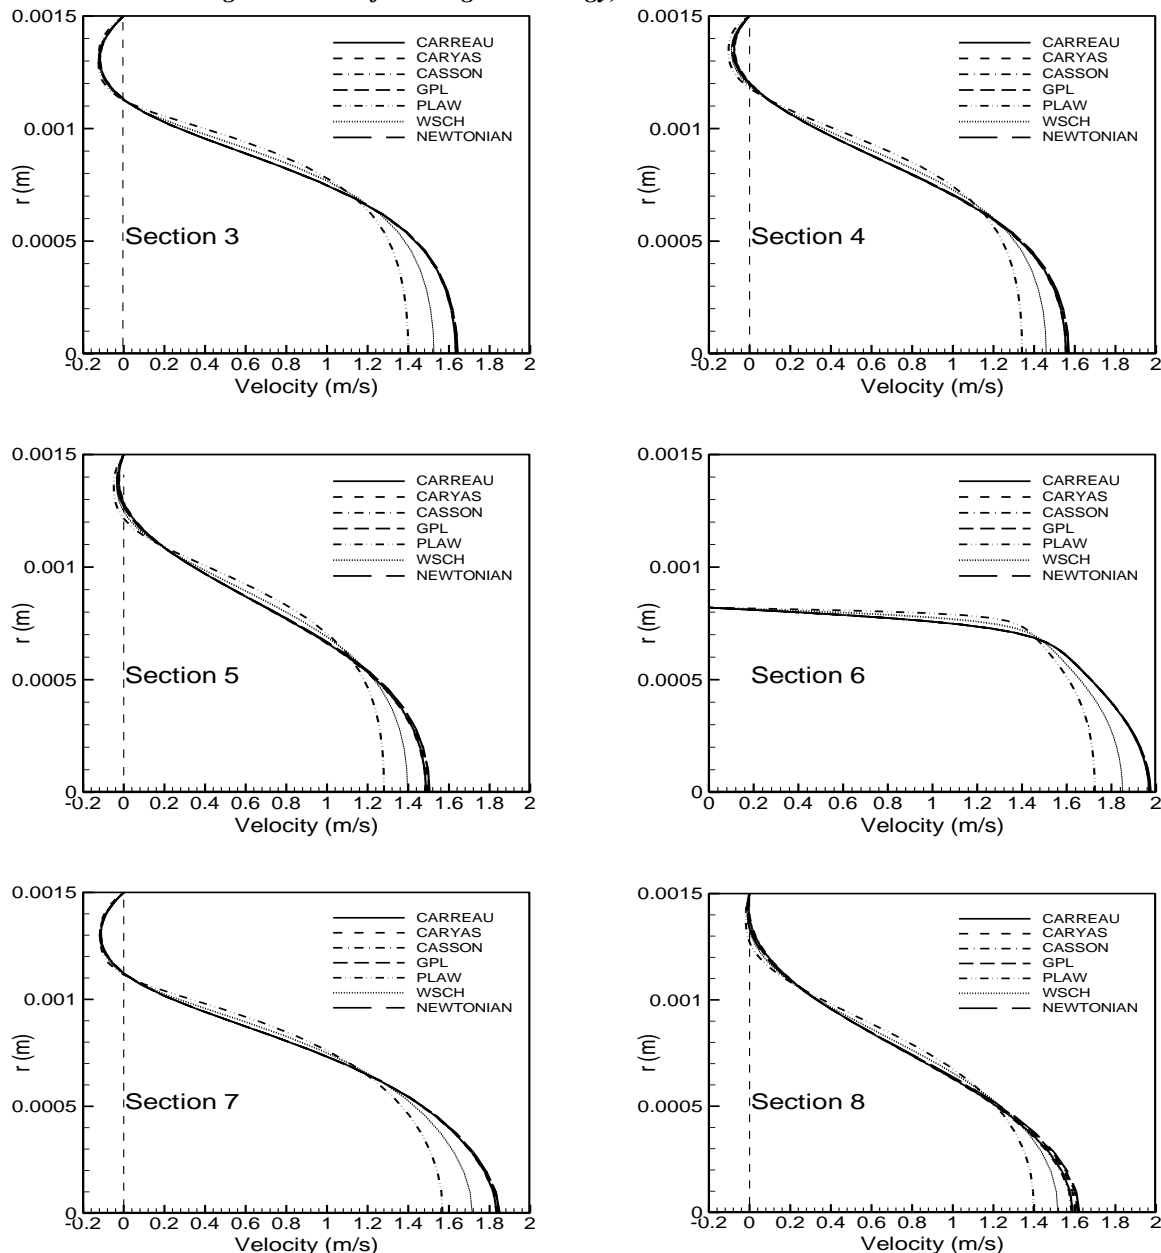 0.0015
CARREAU
CARYAS
CASSON
GPL
PLAW
WSCH
NEWTONIAN
0.001
r (m)
0.0005
Section 3
0
-0.2 0 0.2 0.4 0.6 0.8 1 1.2 1.4 1.6 1.8 2
Velocity (m/s)
0.0015
CARREAU
CARYAS
CASSON
GPL
PLAW
WSCH
NEWTONIAN
0.001
r (m)
0.0005
Section 4
0
-0.2 0 0.2 0.4 0.6 0.8 1 1.2 1.4 1.6 1.8 2
Velocity (m/s)
0.0015
CARREAU
CARYAS
CASSON
GPL
PLAW
WSCH
NEWTONIAN
0.001
r (m)
0.0005
Section 5
0
-0.2 0 0.2 0.4 0.6 0.8 1 1.2 1.4 1.6 1.8 2
Velocity (m/s)
0.0015
CARREAU
CARYAS
CASSON
GPL
PLAW
WSCH
NEWTONIAN
0.001
r (m)
0.0005
Section 6
0
0 0.2 0.4 0.6 0.8 1 1.2 1.4 1.6 1.8 2
Velocity (m/s)
0.0015
CARREAU
CARYAS
CASSON
GPL
PLAW
WSCH
NEWTONIAN
0.001
r (m)
0.0005
Section 7
0
-0.2 0 0.2 0.4 0.6 0.8 1 1.2 1.4 1.6 1.8 2
Velocity (m/s)
0.0015
CARREAU
CARYAS
CASSON
GPL
PLAW
WSCH
NEWTONIAN
0.001
r (m)
0.0005
Section 8
0
-0.2 0 0.2 0.4 0.6 0.8 1 1.2 1.4 1.6 1.8 2
Velocity (m/s)